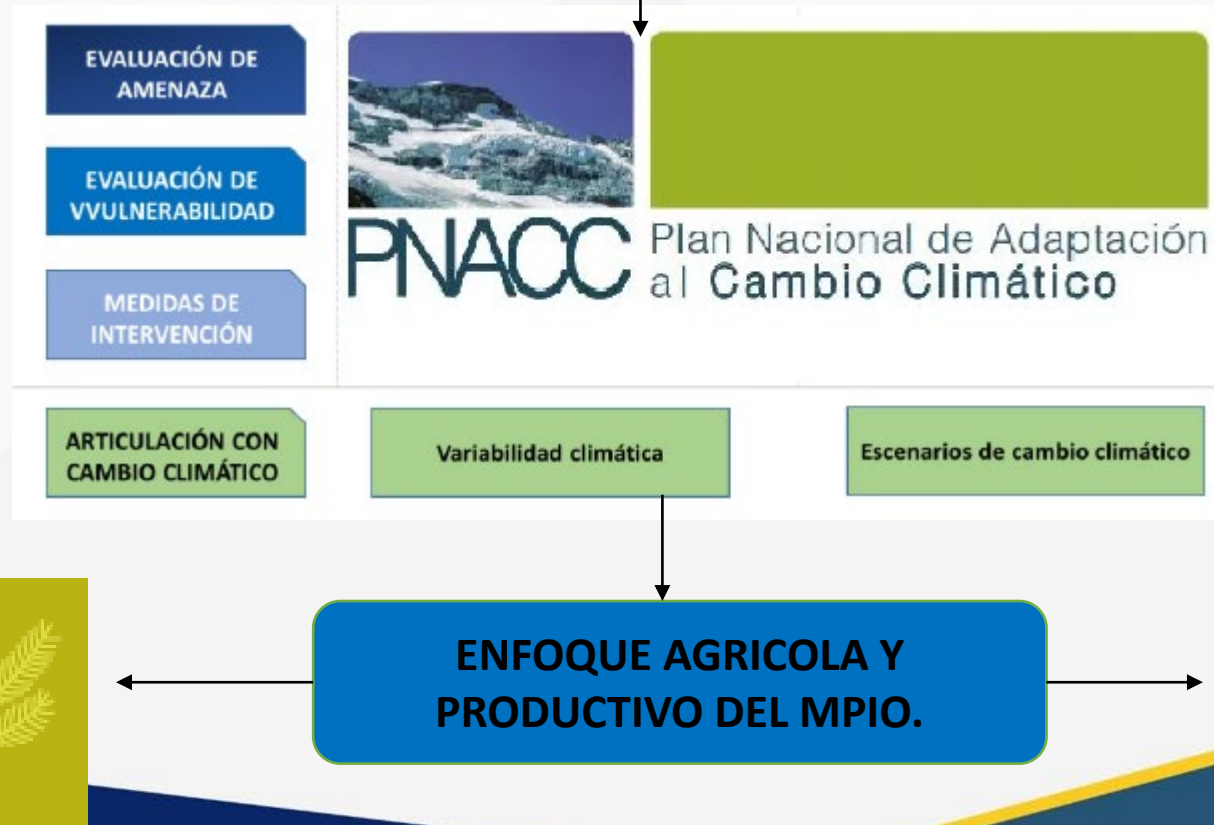 EVALUACIÓN DE
AMENAZA
EVALUACIÓN DE
VVULNERABILIDAD
MEDIDAS DE
INTERVENCIÓN
PNACC
Plan Nacional de Adaptación
al Cambio Climático
ARTICULACIÓN CON
CAMBIO CLIMÁTICO
Variabilidad climática
Escenarios de cambio climático
ENFOQUE AGRICOLA Y
PRODUCTIVO DEL MPIO.